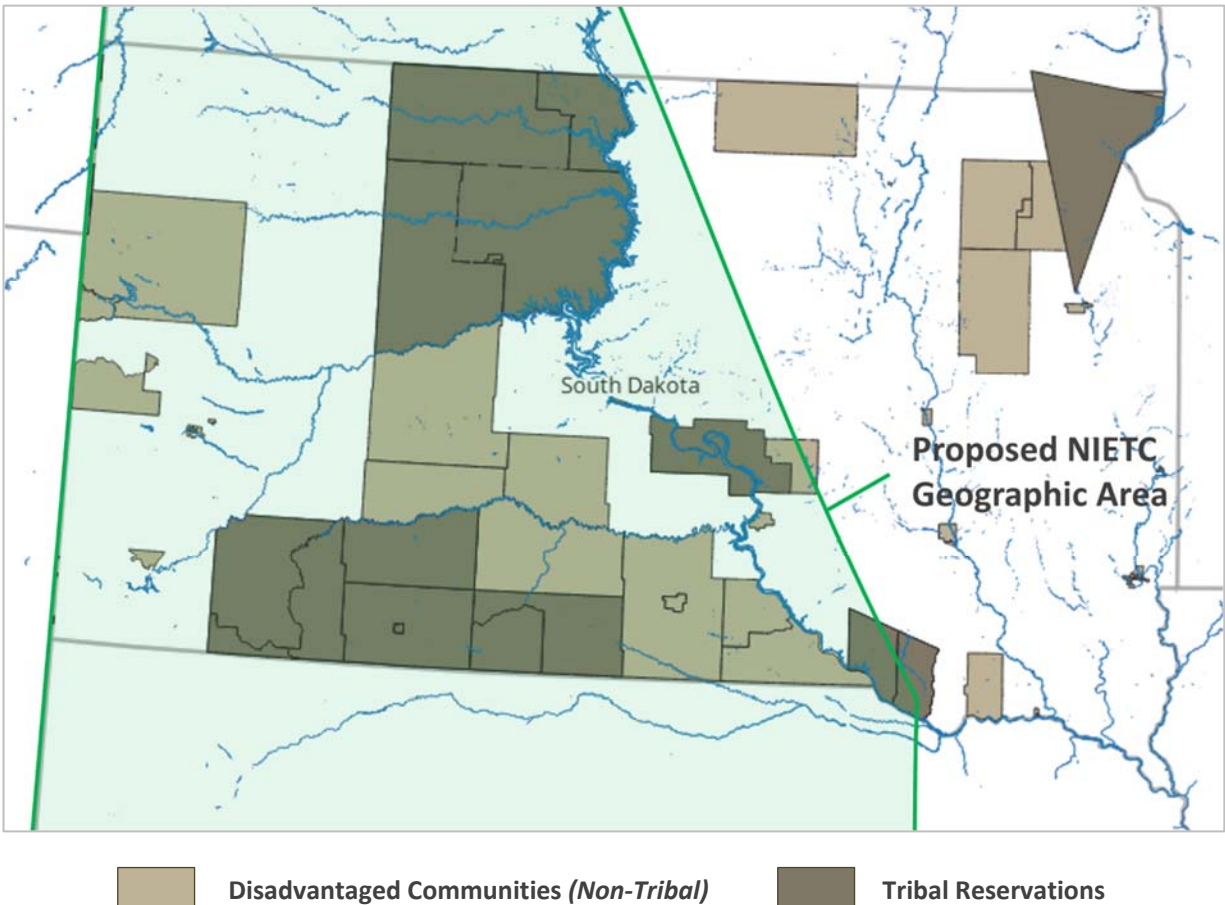 South Dakota
Proposed NIETC
Geographic Area
Disadvantaged Communities (Non-Tribal)
Tribal Reservations